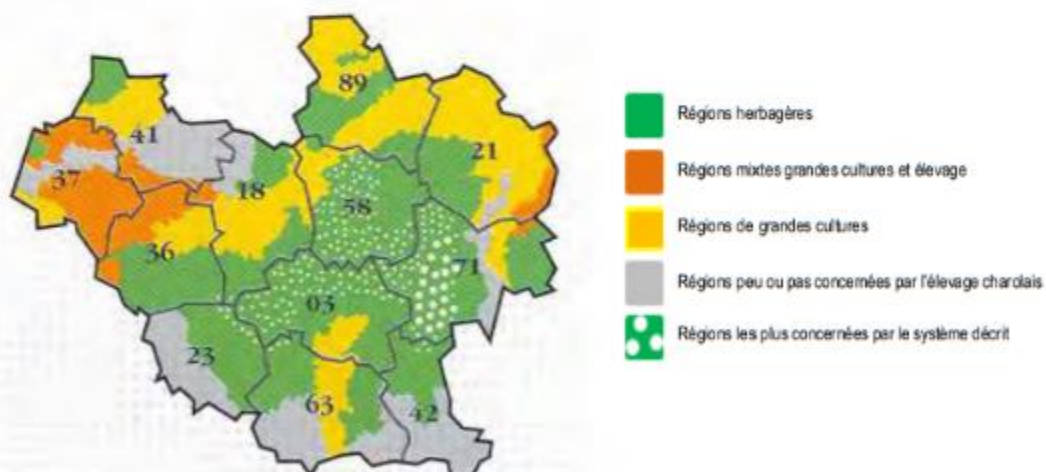 89
41
21
37
18
58
36
71
03
23
63
42
Régions herbagères
Régions mixtes grandes cultures et élevage
Régions de grandes cultures
Régions peu ou pas concernées par l'élevage charolais
Régions les plus concernées par le système décrit